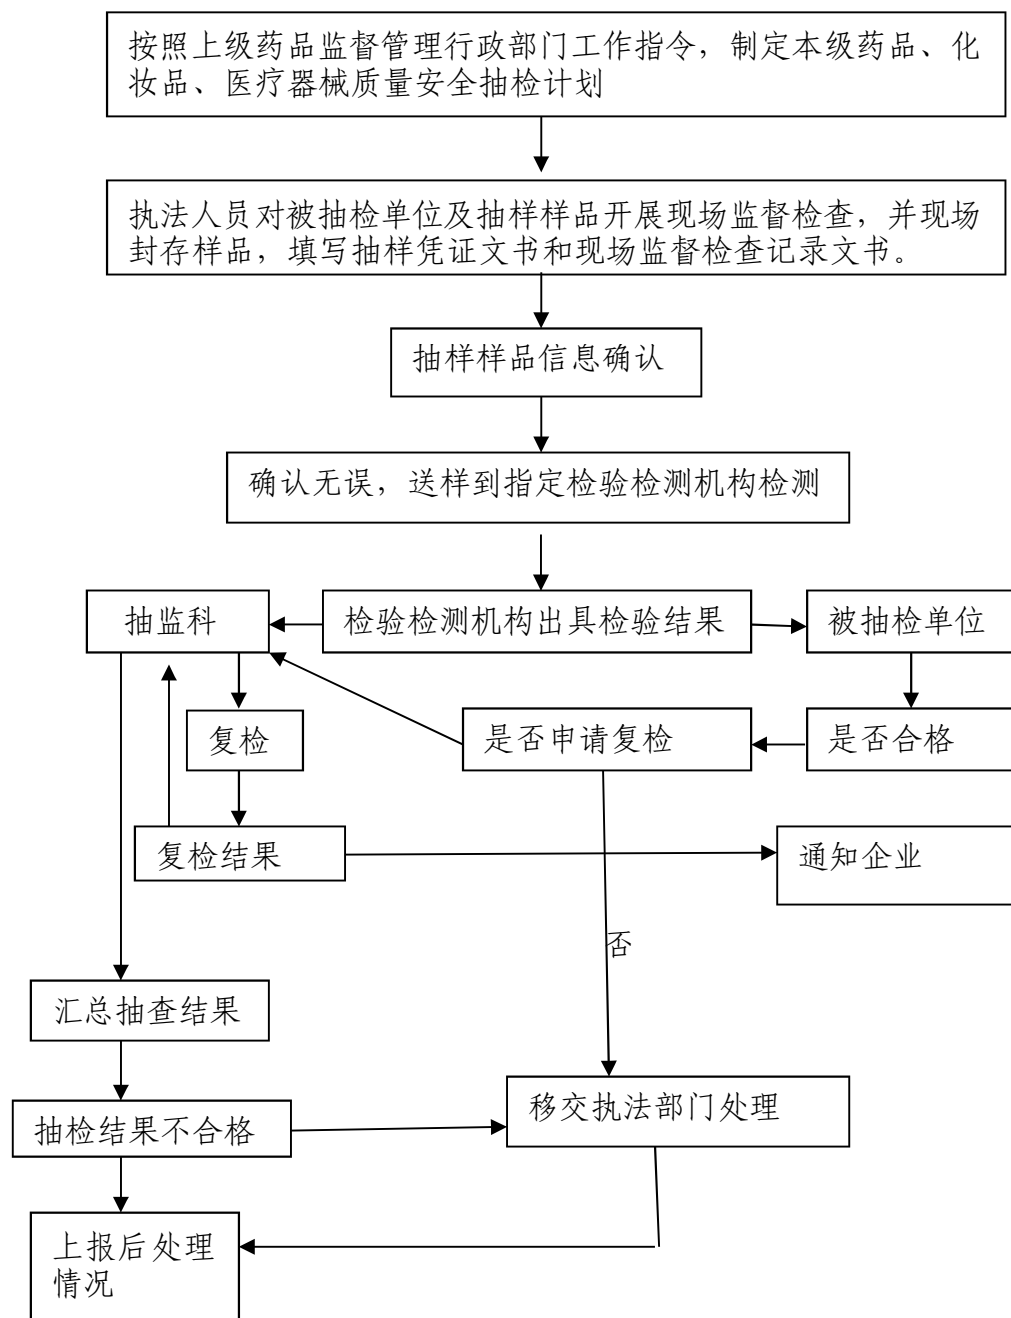 按照上级药品监督管理行政部门工作指令，制定本级药品、化
妆品、医疗器械质量安全抽检计划
执法人员对被抽检单位及抽样样品开展现场监督检查，并现场
封存样品，填写抽样凭证文书和现场监督检查记录文书。
抽样样品信息确认
确认无误，送样到指定检验检测机构检测
抽监科
检验检测机构出具检验结果
被抽检单位
复检
是否申请复检
是否合格
复检结果
通知企业
否
汇总抽查结果
移交执法部门处理
抽检结果不合格
上报后处理
情况